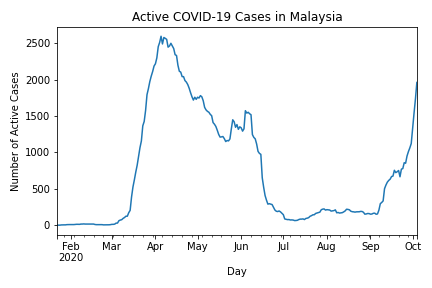 Active COVID-19 Cases in Malaysia
Number of Active Cases
2500
2000
1500
1000
500
0
Feb Mar Apr May Jun Jul Aug Sep Oct
2020
Day